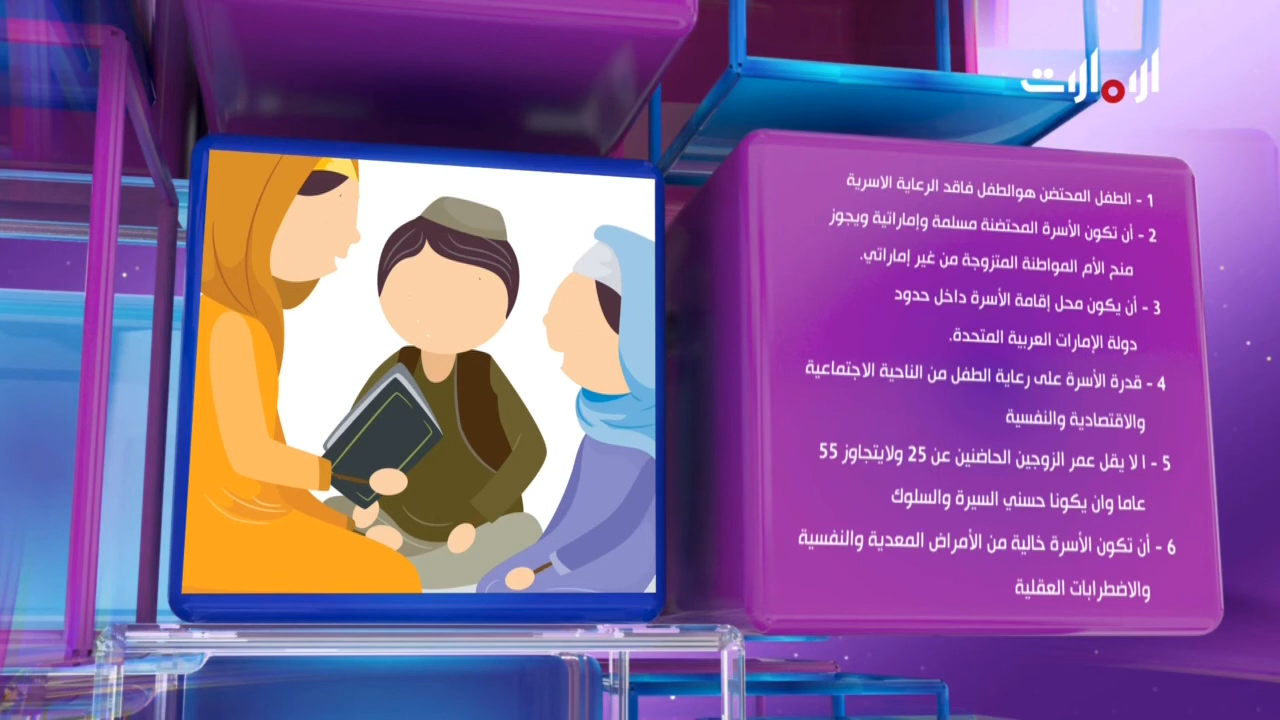 الإمارات
1 - الطفل المحتضن هوالطفل فاقد الرعاية الاسرية
2 - أن تكون الأسرة المحتضنة مسلمة وإماراتية ويجوز
منح الأم المواطنة المتزوجة من غير إماراتي.
3 - أن يكون محل إقامة الأسرة داخل حدود
دولة الإمارات العربية المتحدة.
4 - قدرة الأسرة على رعاية الطفل من الناحية الاجتماعية
والاقتصادية والنفسية
5 - ا لا يقل عمر الزوجين الحاضنين عن 25 ولايتجاوز 55
عاما وان يكونا حسني السيرة والسلوك
6 - أن تكون الأسرة خالية من الأمراض المعدية والنفسية
والاضطرابات العقلية